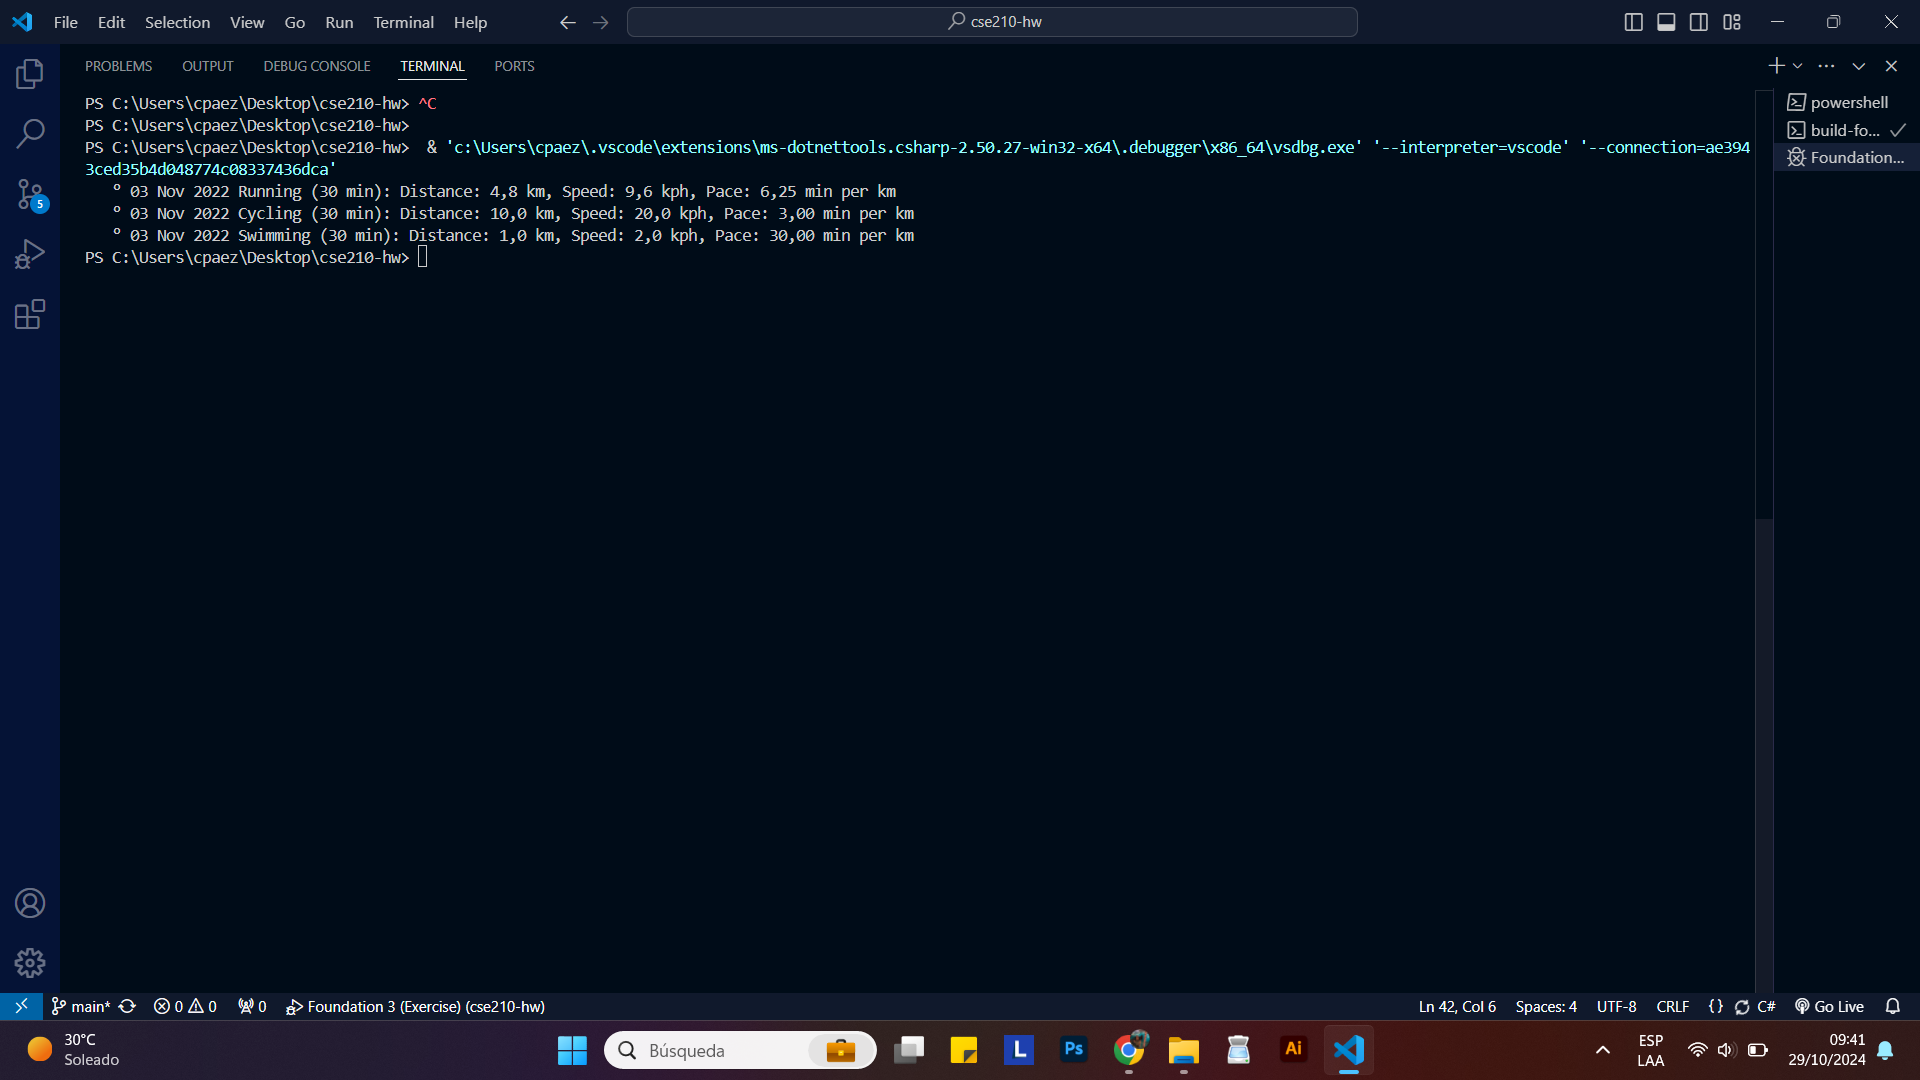 File Edit Selection View Go Run Terminal Help
cse210-hw
PROBLEMS OUTPUT DEBUG CONSOLE TERMINAL PORTS
PS C:\Users\cpaez\Desktop\cse210-hw> ^C
PS C:\Users\cpaez\Desktop\cse210-hw>
PS C:\Users\cpaez\Desktop\cse210-hw>  & 'c:\Users\cpaez\.vscode\extensions\ms-dotnettools.csharp-2.50.27-win32-x64\.debugger\x86_64\vsdbg.exe' '--interpreter=vscode' '--connection=ae394
3ced35b4d048774c08337436dca'
º 03 Nov 2022 Running (30 min): Distance: 4,8 km, Speed: 9,6 kph, Pace: 6,25 min per km
º 03 Nov 2022 Cycling (30 min): Distance: 10,0 km, Speed: 20,0 kph, Pace: 3,00 min per km
º 03 Nov 2022 Swimming (30 min): Distance: 1,0 km, Speed: 2,0 kph, Pace: 30,00 min per km
PS C:\Users\cpaez\Desktop\cse210-hw>
powershell
build-fo...
Foundation...
5
main* 0 0 0 Foundation 3 (Exercise) (cse210-hw)
Ln 42, Col 6 Spaces: 4 UTF-8 CRLF {} C# Go Live
30°C
Soleado
Búsqueda
L
Ps
Ai
ESP
LAA
09:41
29/10/2024